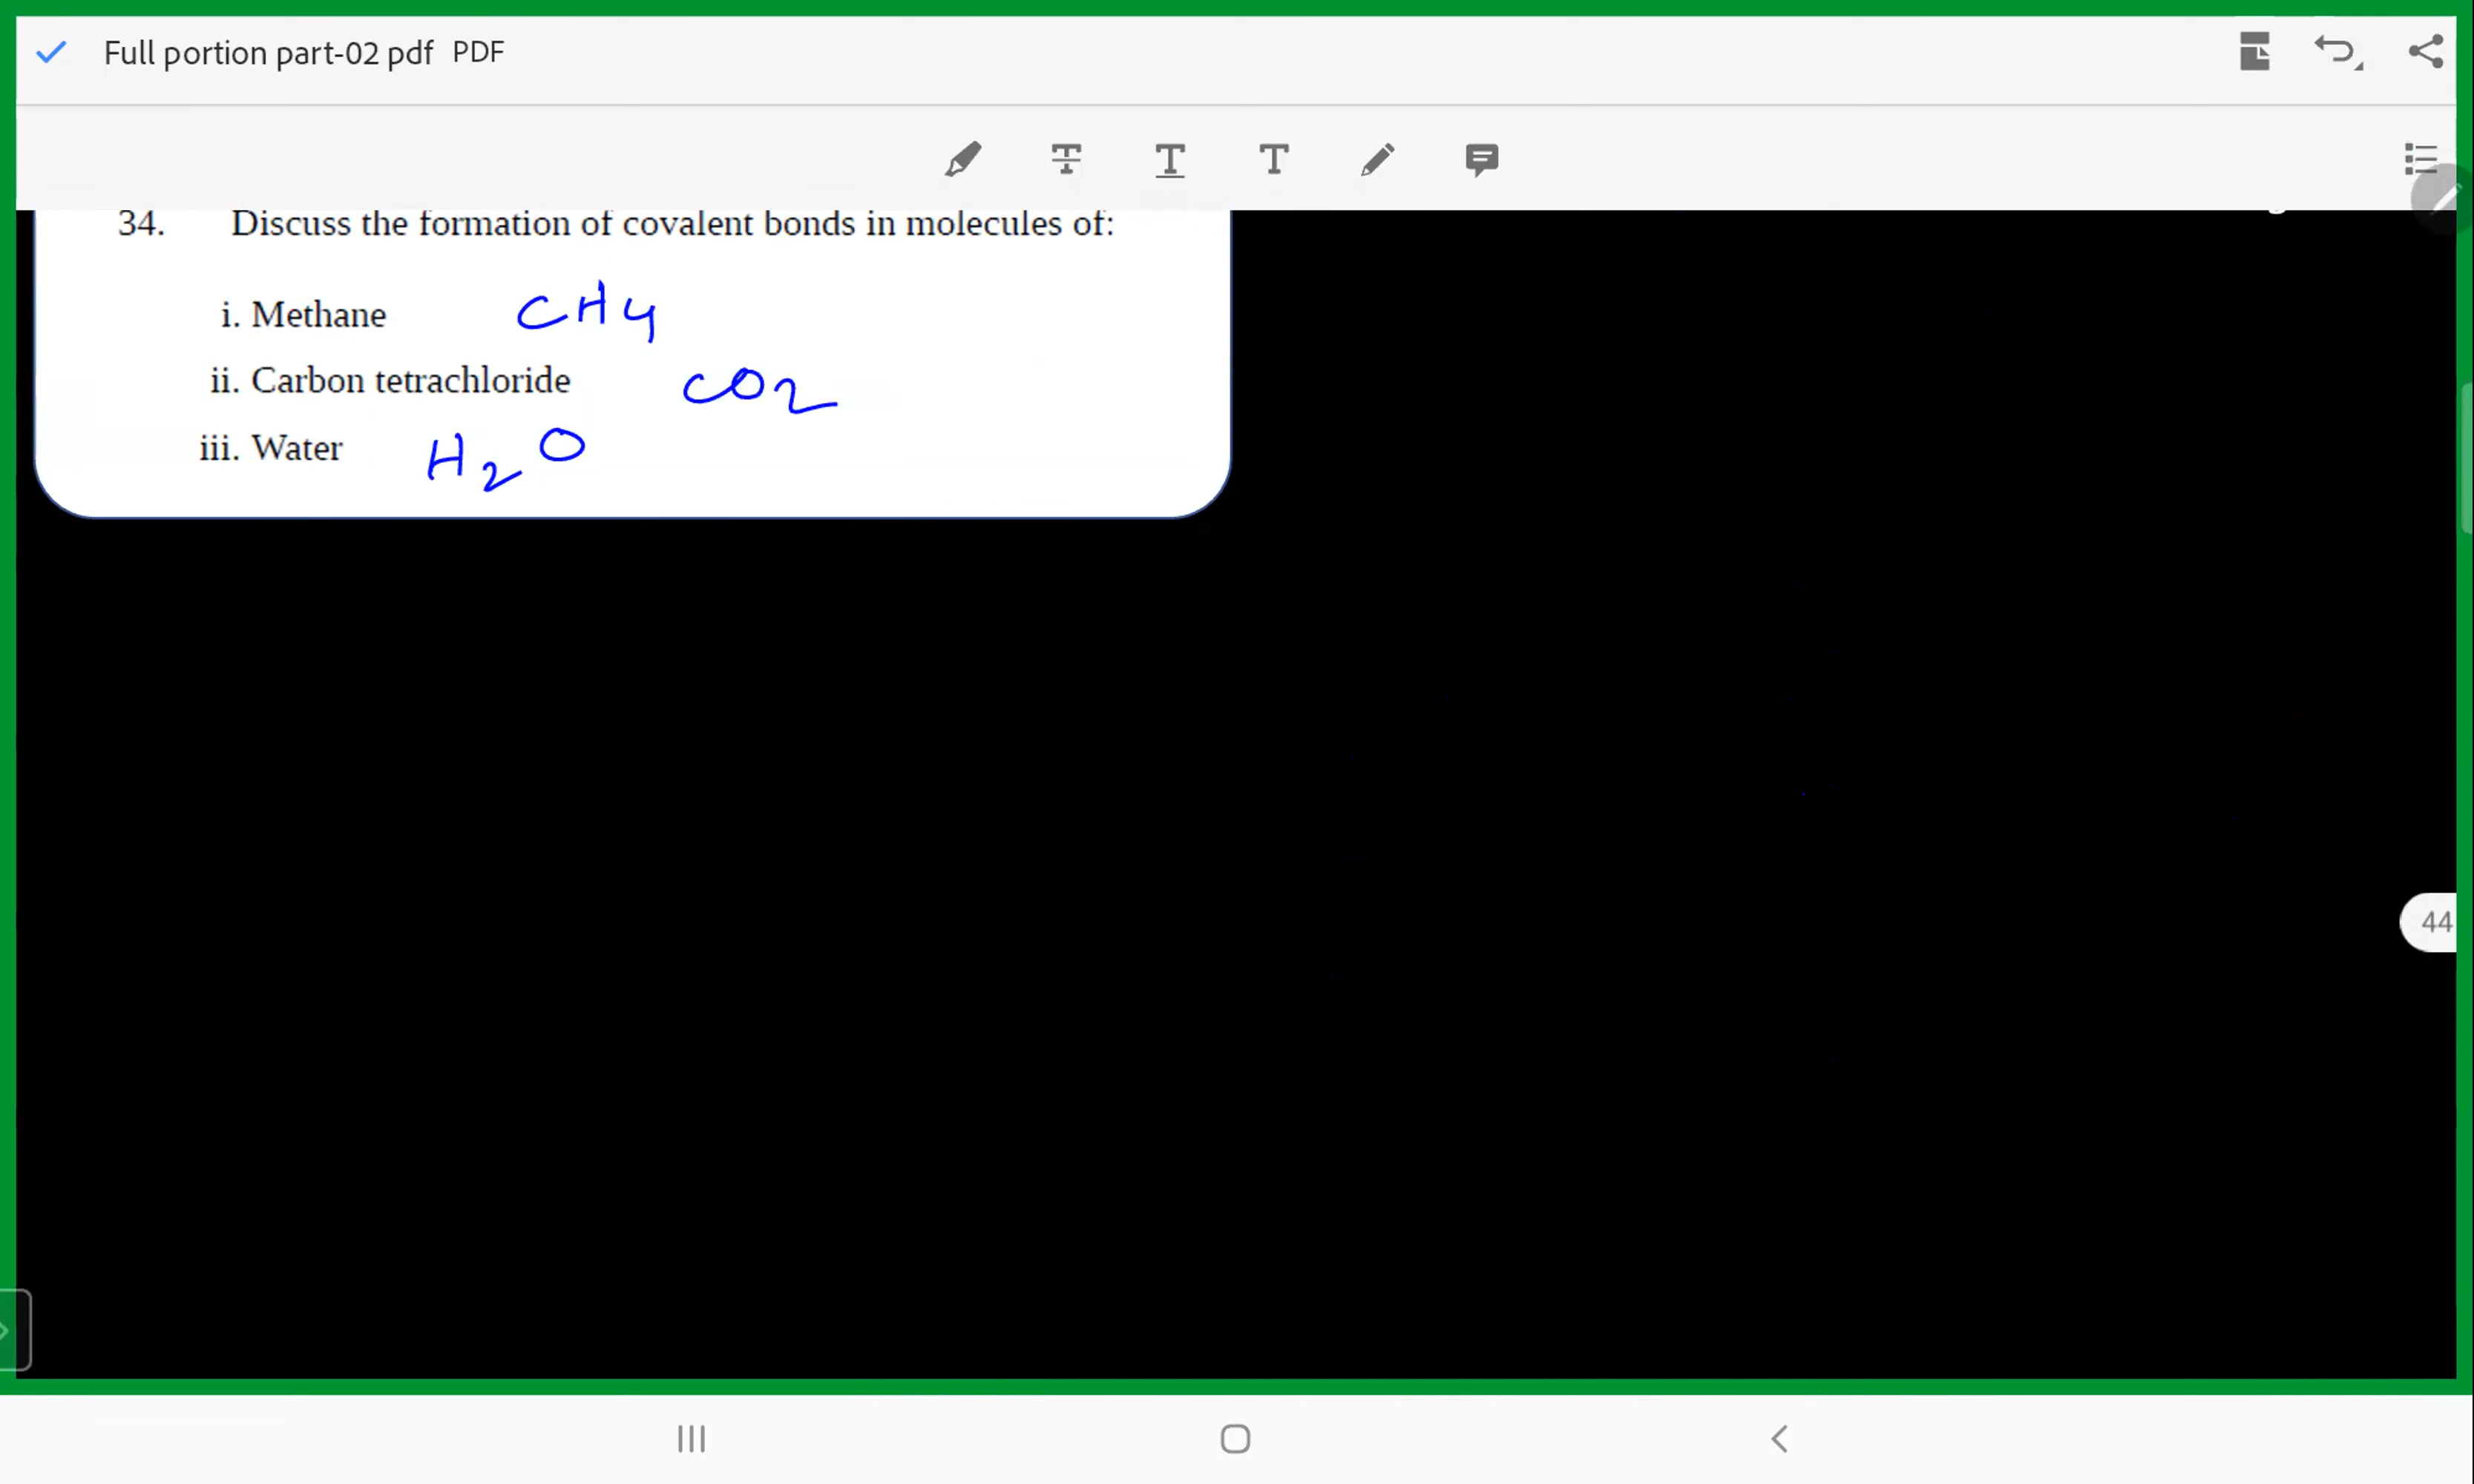 Full portion part-02 pdf PDF
34. Discuss the formation of covalent bonds in molecules of:
i. Methane CH4
ii. Carbon tetrachloride CO2
iii. Water H2O
44